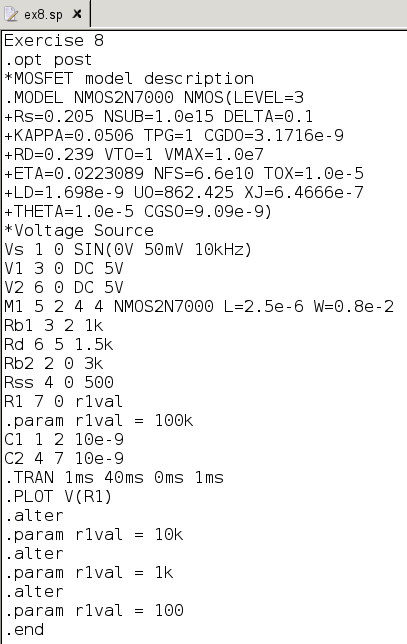 ex8.sp
Exercise 8
.opt post
*MOSFET model description
.MODEL NMOS2N7000 NMOS(LEVEL=3
+Rs=0.205 NSUB=1.0e15 DELTA=0.1
+KAPPA=0.0506 TPG=1 CGDO=3.1716e-9
+RD=0.239 VTO=1 VMAX=1.0e7
+ETA=0.0223089 NFS=6.6e10 TOX=1.0e-5
+LD=1.698e-9 UO=862.425 XJ=6.4666e-7
+THETA=1.0e-5 CGSO=9.09e-9)
*Voltage Source
Vs 1 0 SIN(0V 50mV 10kHz)
V1 3 0 DC 5V
V2 6 0 DC 5V
M1 5 2 4 4 NMOS2N7000 L=2.5e-6 W=0.8e-2
Rb1 3 2 1k
Rd 6 5 1.5k
Rb2 2 0 3k
Rss 4 0 500
R1 7 0 r1val
.param r1val = 100k
C1 1 2 10e-9
C2 4 7 10e-9
.TRAN 1ms 40ms 0ms 1ms
.PLOT V(R1)
.alter
.param r1val = 10k
.alter
.param r1val = 1k
.alter
.param r1val = 100
.end